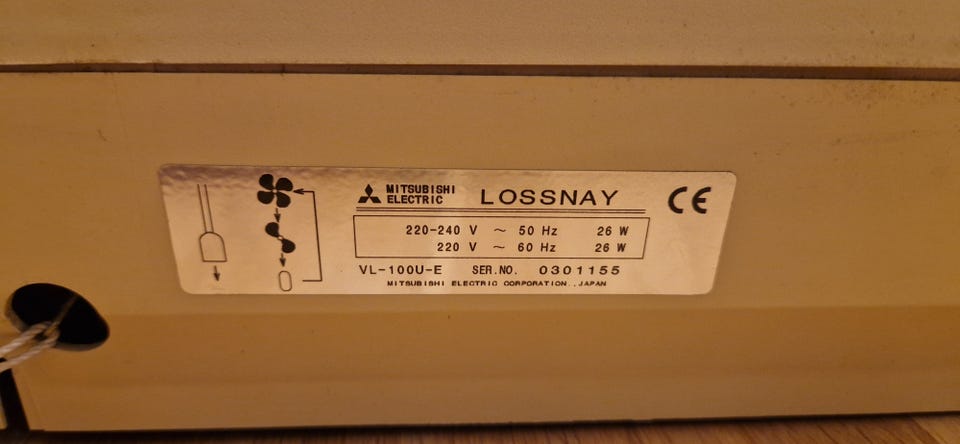 MITSUBISHI ELECTRIC LOSSNAY CE
220-240 V ~ 50 Hz 26 W
220 V ~ 60 Hz 26 W
VL-100U-E SER.NO. 0301155
MITSUBISHI ELECTRIC CORPORATION., JAPAN